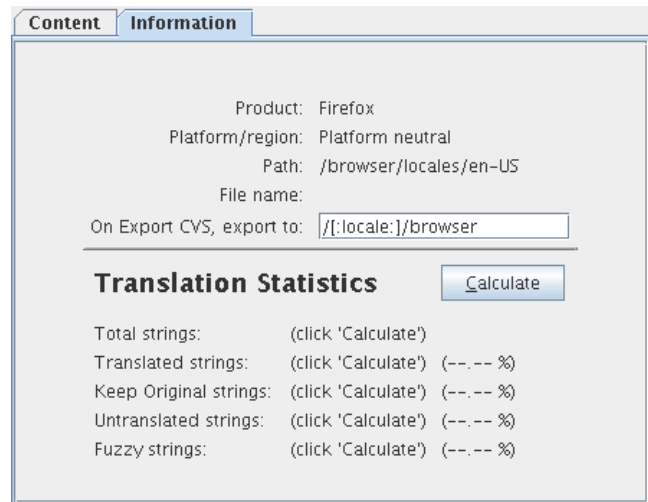 Content Information
Product: Firefox
Platform/region: Platform neutral
Path: /browser/locales/en-US
File name:
On Export CVS, export to: /[:locale:]/browser
Translation Statistics Calculate
Total strings: (click 'Calculate')
Translated strings: (click 'Calculate') (--.-- %)
Keep Original strings: (click 'Calculate') (--.-- %)
Untranslated strings: (click 'Calculate') (--.-- %)
Fuzzy strings: (click 'Calculate') (--.-- %)